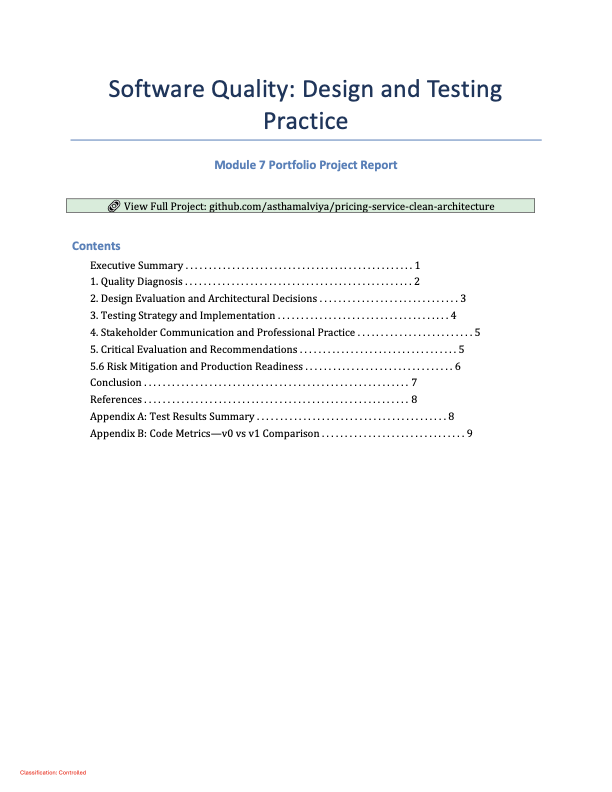 Software Quality: Design and Testing
Practice
Module 7 Portfolio Project Report
View Full Project: github.com/asthamalviya/pricing-service-clean-architecture
Contents
Executive Summary . . . . . . . . . . . . . . . . . . . . . . . . . . . . . . . . . . . . . . . . . . . . . . . . . . 1
1. Quality Diagnosis . . . . . . . . . . . . . . . . . . . . . . . . . . . . . . . . . . . . . . . . . . . . . . . . . . 2
2. Design Evaluation and Architectural Decisions . . . . . . . . . . . . . . . . . . . . . . . . . . . . . . 3
3. Testing Strategy and Implementation . . . . . . . . . . . . . . . . . . . . . . . . . . . . . . . . . . . . . 4
4. Stakeholder Communication and Professional Practice . . . . . . . . . . . . . . . . . . . . . . . . . 5
5. Critical Evaluation and Recommendations . . . . . . . . . . . . . . . . . . . . . . . . . . . . . . . . . . 5
5.6 Risk Mitigation and Production Readiness . . . . . . . . . . . . . . . . . . . . . . . . . . . . . . . . 6
Conclusion . . . . . . . . . . . . . . . . . . . . . . . . . . . . . . . . . . . . . . . . . . . . . . . . . . . . . . . . . . 7
References . . . . . . . . . . . . . . . . . . . . . . . . . . . . . . . . . . . . . . . . . . . . . . . . . . . . . . . . . . 8
Appendix A: Test Results Summary . . . . . . . . . . . . . . . . . . . . . . . . . . . . . . . . . . . . . . . . . 8
Appendix B: Code Metrics—v0 vs v1 Comparison . . . . . . . . . . . . . . . . . . . . . . . . . . . . . . . 9
Classification: Controlled